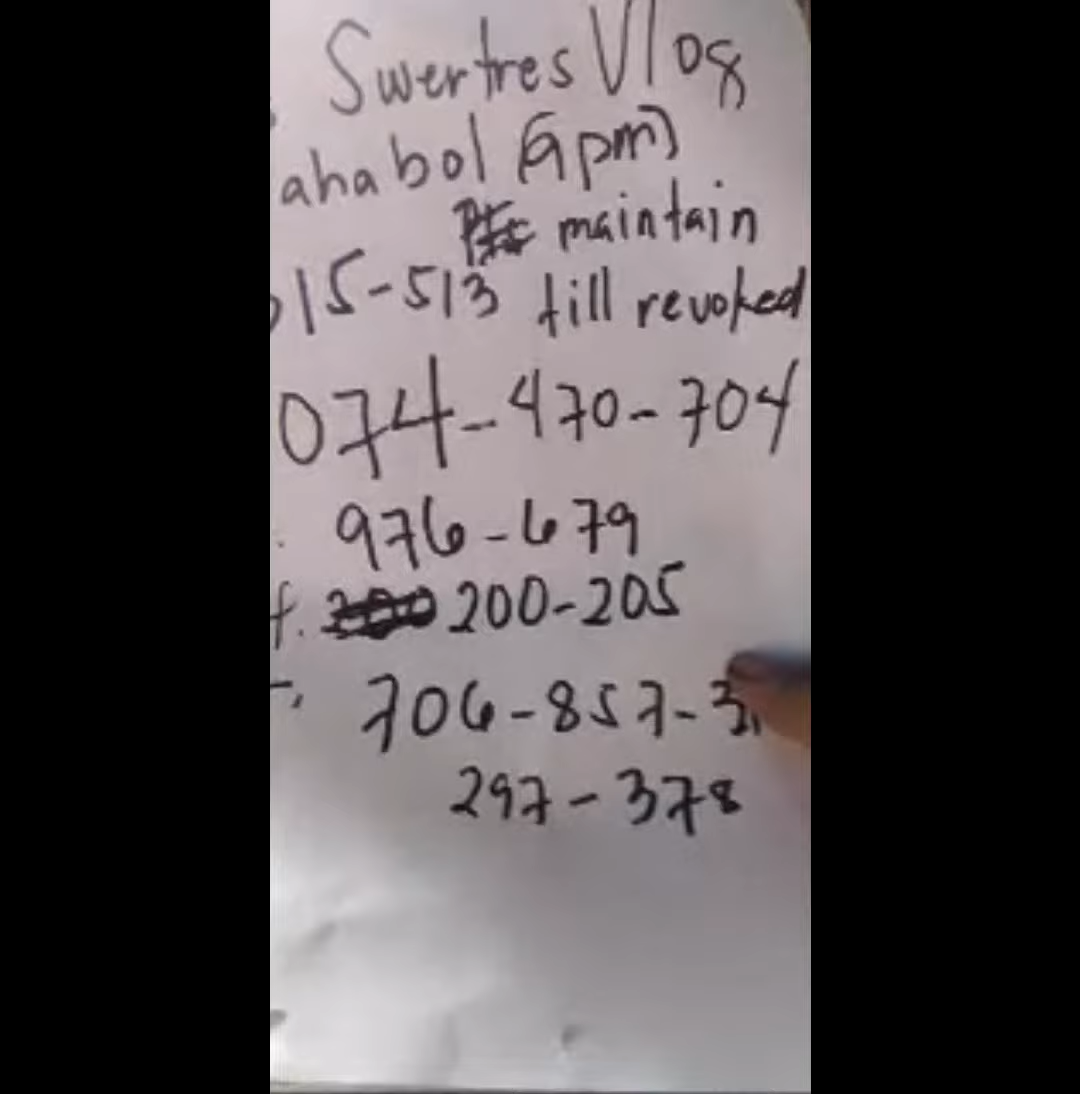 Swertres Vlog
ahabol (9pm)
maintain
15-513 till revoked
074-470-704
976-679
f. 200-205
706-857-3
297-378